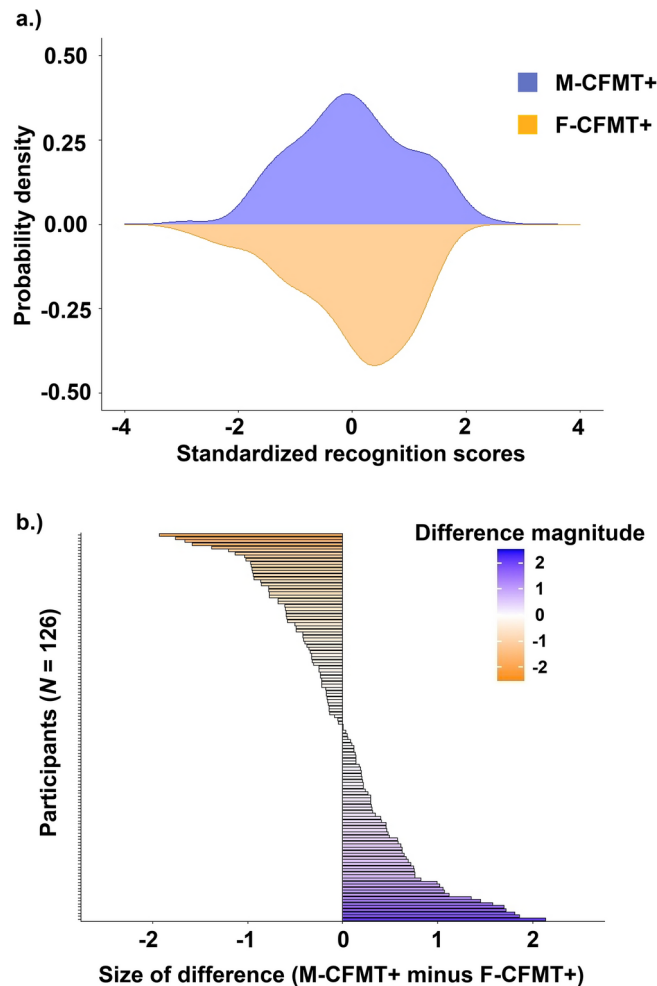 a.)
0.50
0.25
0.00
-0.25
-0.50
Probability density
-4 -2 0 2 4
Standardized recognition scores
M-CFMT+
F-CFMT+
b.)
Difference magnitude
2
1
0
-1
-2
Participants (N = 126)
-2 -1 0 1 2
Size of difference (M-CFMT+ minus F-CFMT+)